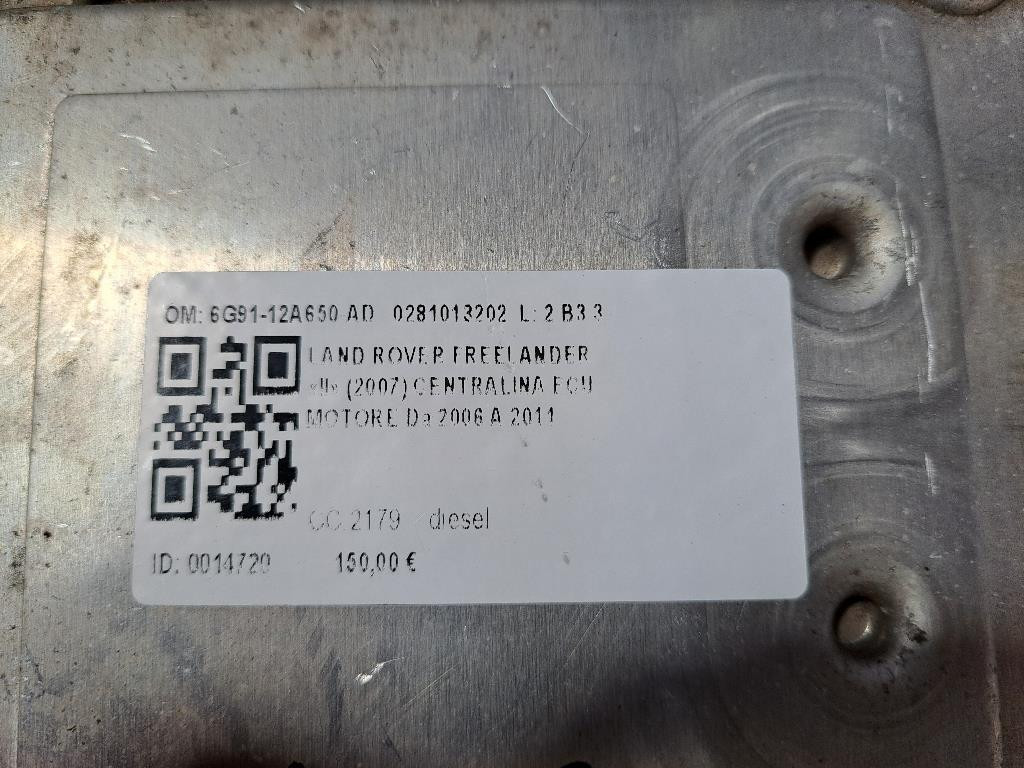 OM: 6G91-12A650 AD 0281013202 L: 2 B3 3
LAND ROVER FREELANDER
(2007) CENTRALINA ECU
MOTORE Da 2006 A 2011
CC 2179 diesel
ID: 0014720 150,00 €